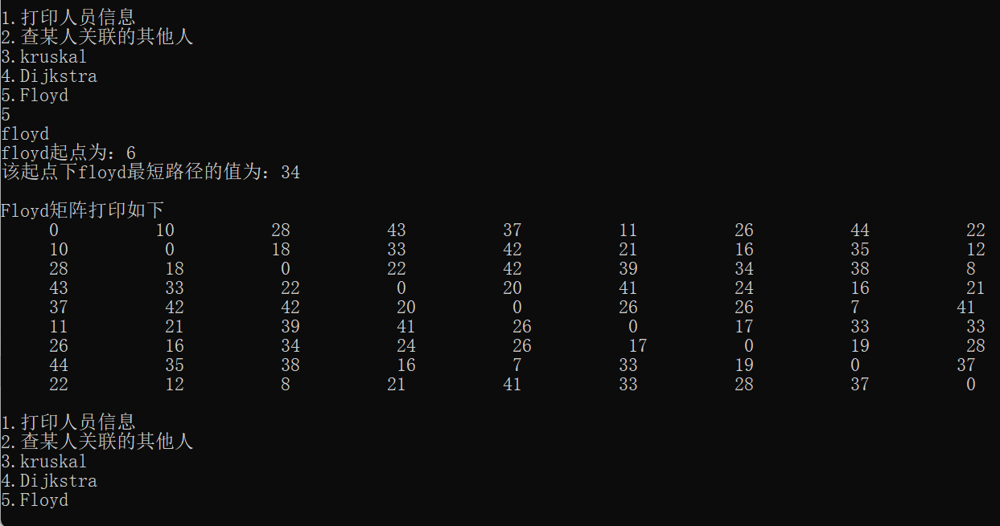 1.打印人员信息
2.查某人关联的其他人
3.kruskal
4.Dijkstra
5.Floyd
5
floyd
floyd起点为：6
该起点下floyd最短路径的值为：34

Floyd矩阵打印如下
0 10 28 43 37 11 26 44 22
10 0 18 33 42 21 16 35 12
28 18 0 22 42 39 34 38 8
43 33 22 0 20 41 24 16 21
37 42 42 20 0 26 26 7 41
11 21 39 41 26 0 17 33 33
26 16 34 24 26 17 0 19 28
44 35 38 16 7 33 19 0 37
22 12 8 21 41 33 28 37 0

1.打印人员信息
2.查某人关联的其他人
3.kruskal
4.Dijkstra
5.Floyd